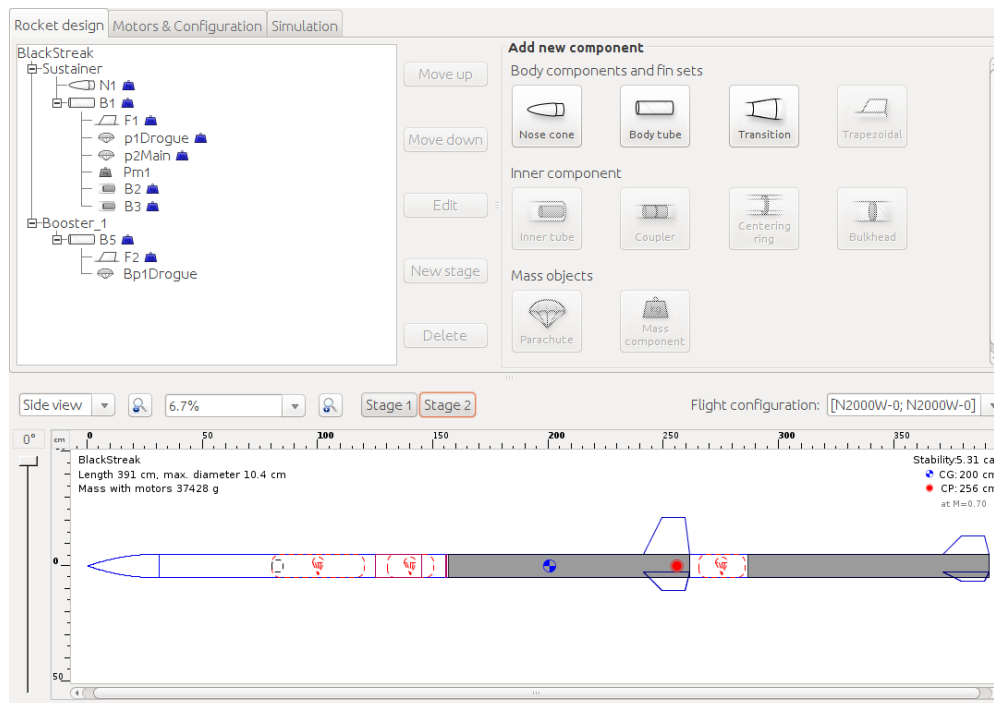 Rocket design Motors & Configuration Simulation
BlackStreak
Sustainer
N1
B1
F1
p1Drogue
p2Main
Pm1
B2
B3
Booster_1
B5
F2
Bp1Drogue
Move up
Move down
Edit
New stage
Delete
Add new component
Body components and fin sets
Nose cone Body tube Transition Trapezoidal
Inner component
Inner tube Coupler Centering ring Bulkhead
Mass objects
Parachute Mass component
Side view 6.7% Stage 1 Stage 2 Flight configuration: [N2000W-0; N2000W-0]
0° cm 0 50 100 150 200 250 300 350
BlackStreak
Length 391 cm, max. diameter 10.4 cm
Mass with motors 37428 g
Stability:5.31 ca
CG: 200 cm
CP: 256 cm
at M=0.70
0
50